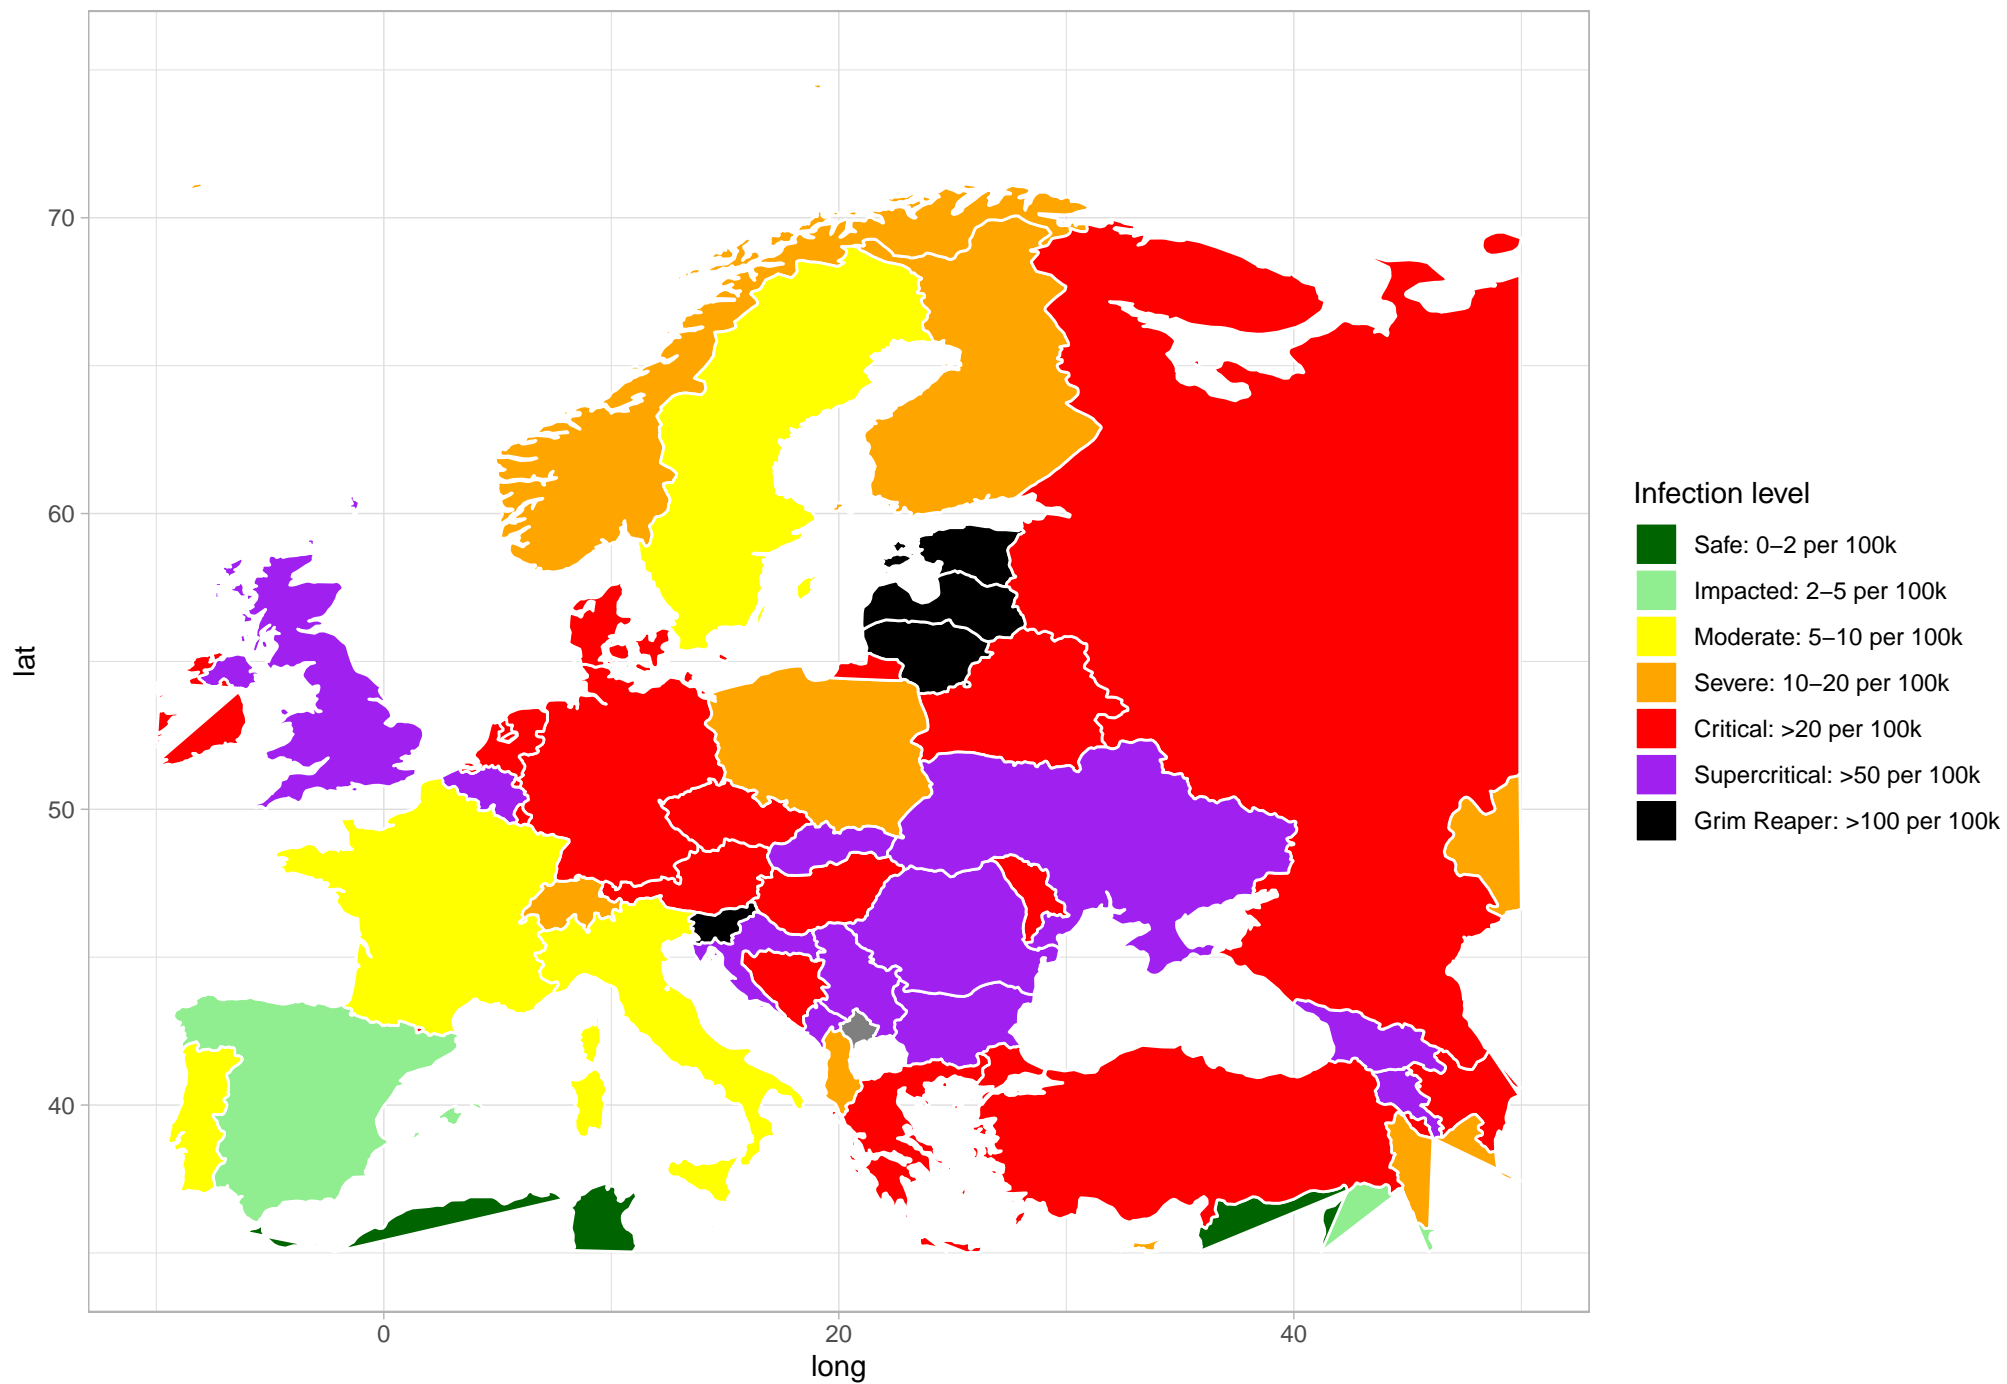 70
60
50
40
lat
0
20
40
long
Infection level
Safe: 0−2 per 100k
Impacted: 2−5 per 100k
Moderate: 5−10 per 100k
Severe: 10−20 per 100k
Critical: >20 per 100k
Supercritical: >50 per 100k
Grim Reaper: >100 per 100k